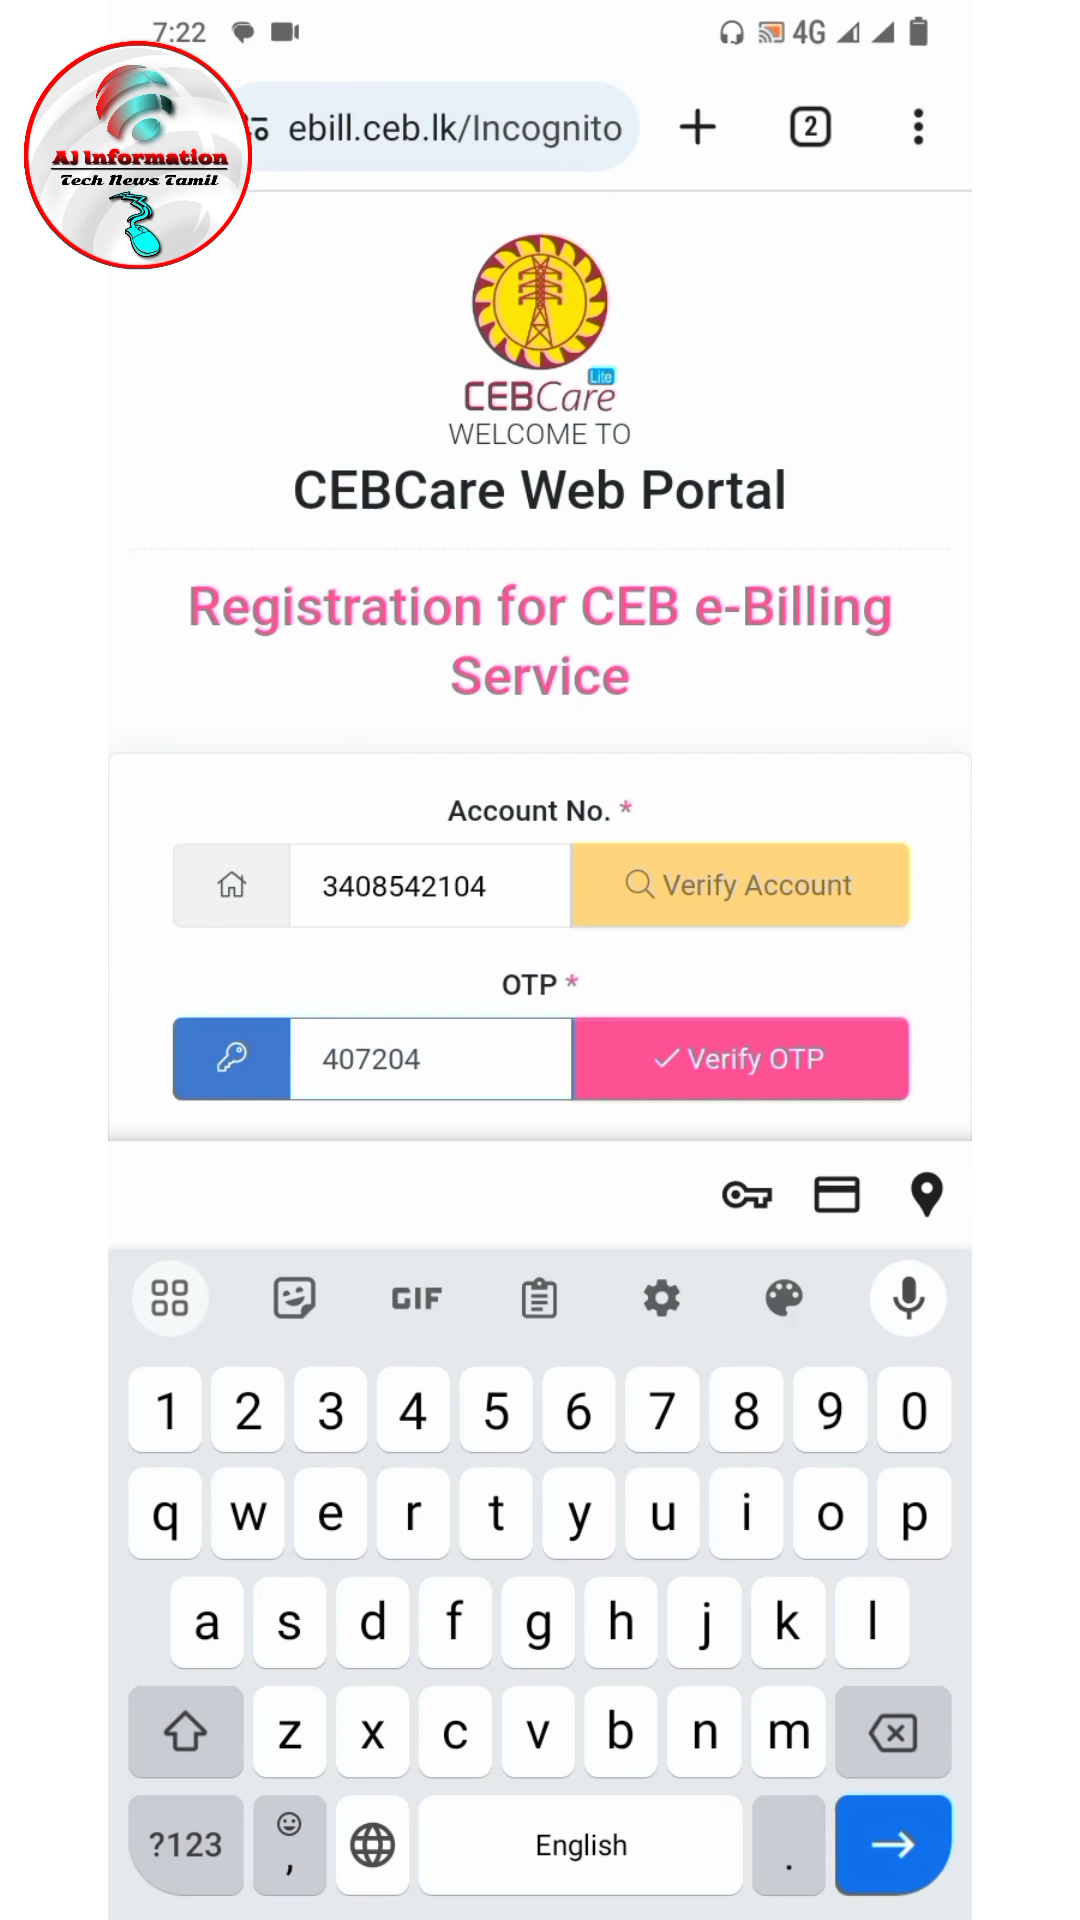 7:22
4G
AJ Information
Tech News Tamil
ebill.ceb.lk/Incognito
2
Lite
CEBCare
WELCOME TO
CEBCare Web Portal
Registration for CEB e-Billing
Service
Account No. *
3408542104
Verify Account
OTP *
407204
Verify OTP
GIF
1 2 3 4 5 6 7 8 9 0
q w e r t y u i o p
a s d f g h j k l
z x c v b n m
?123 , English .